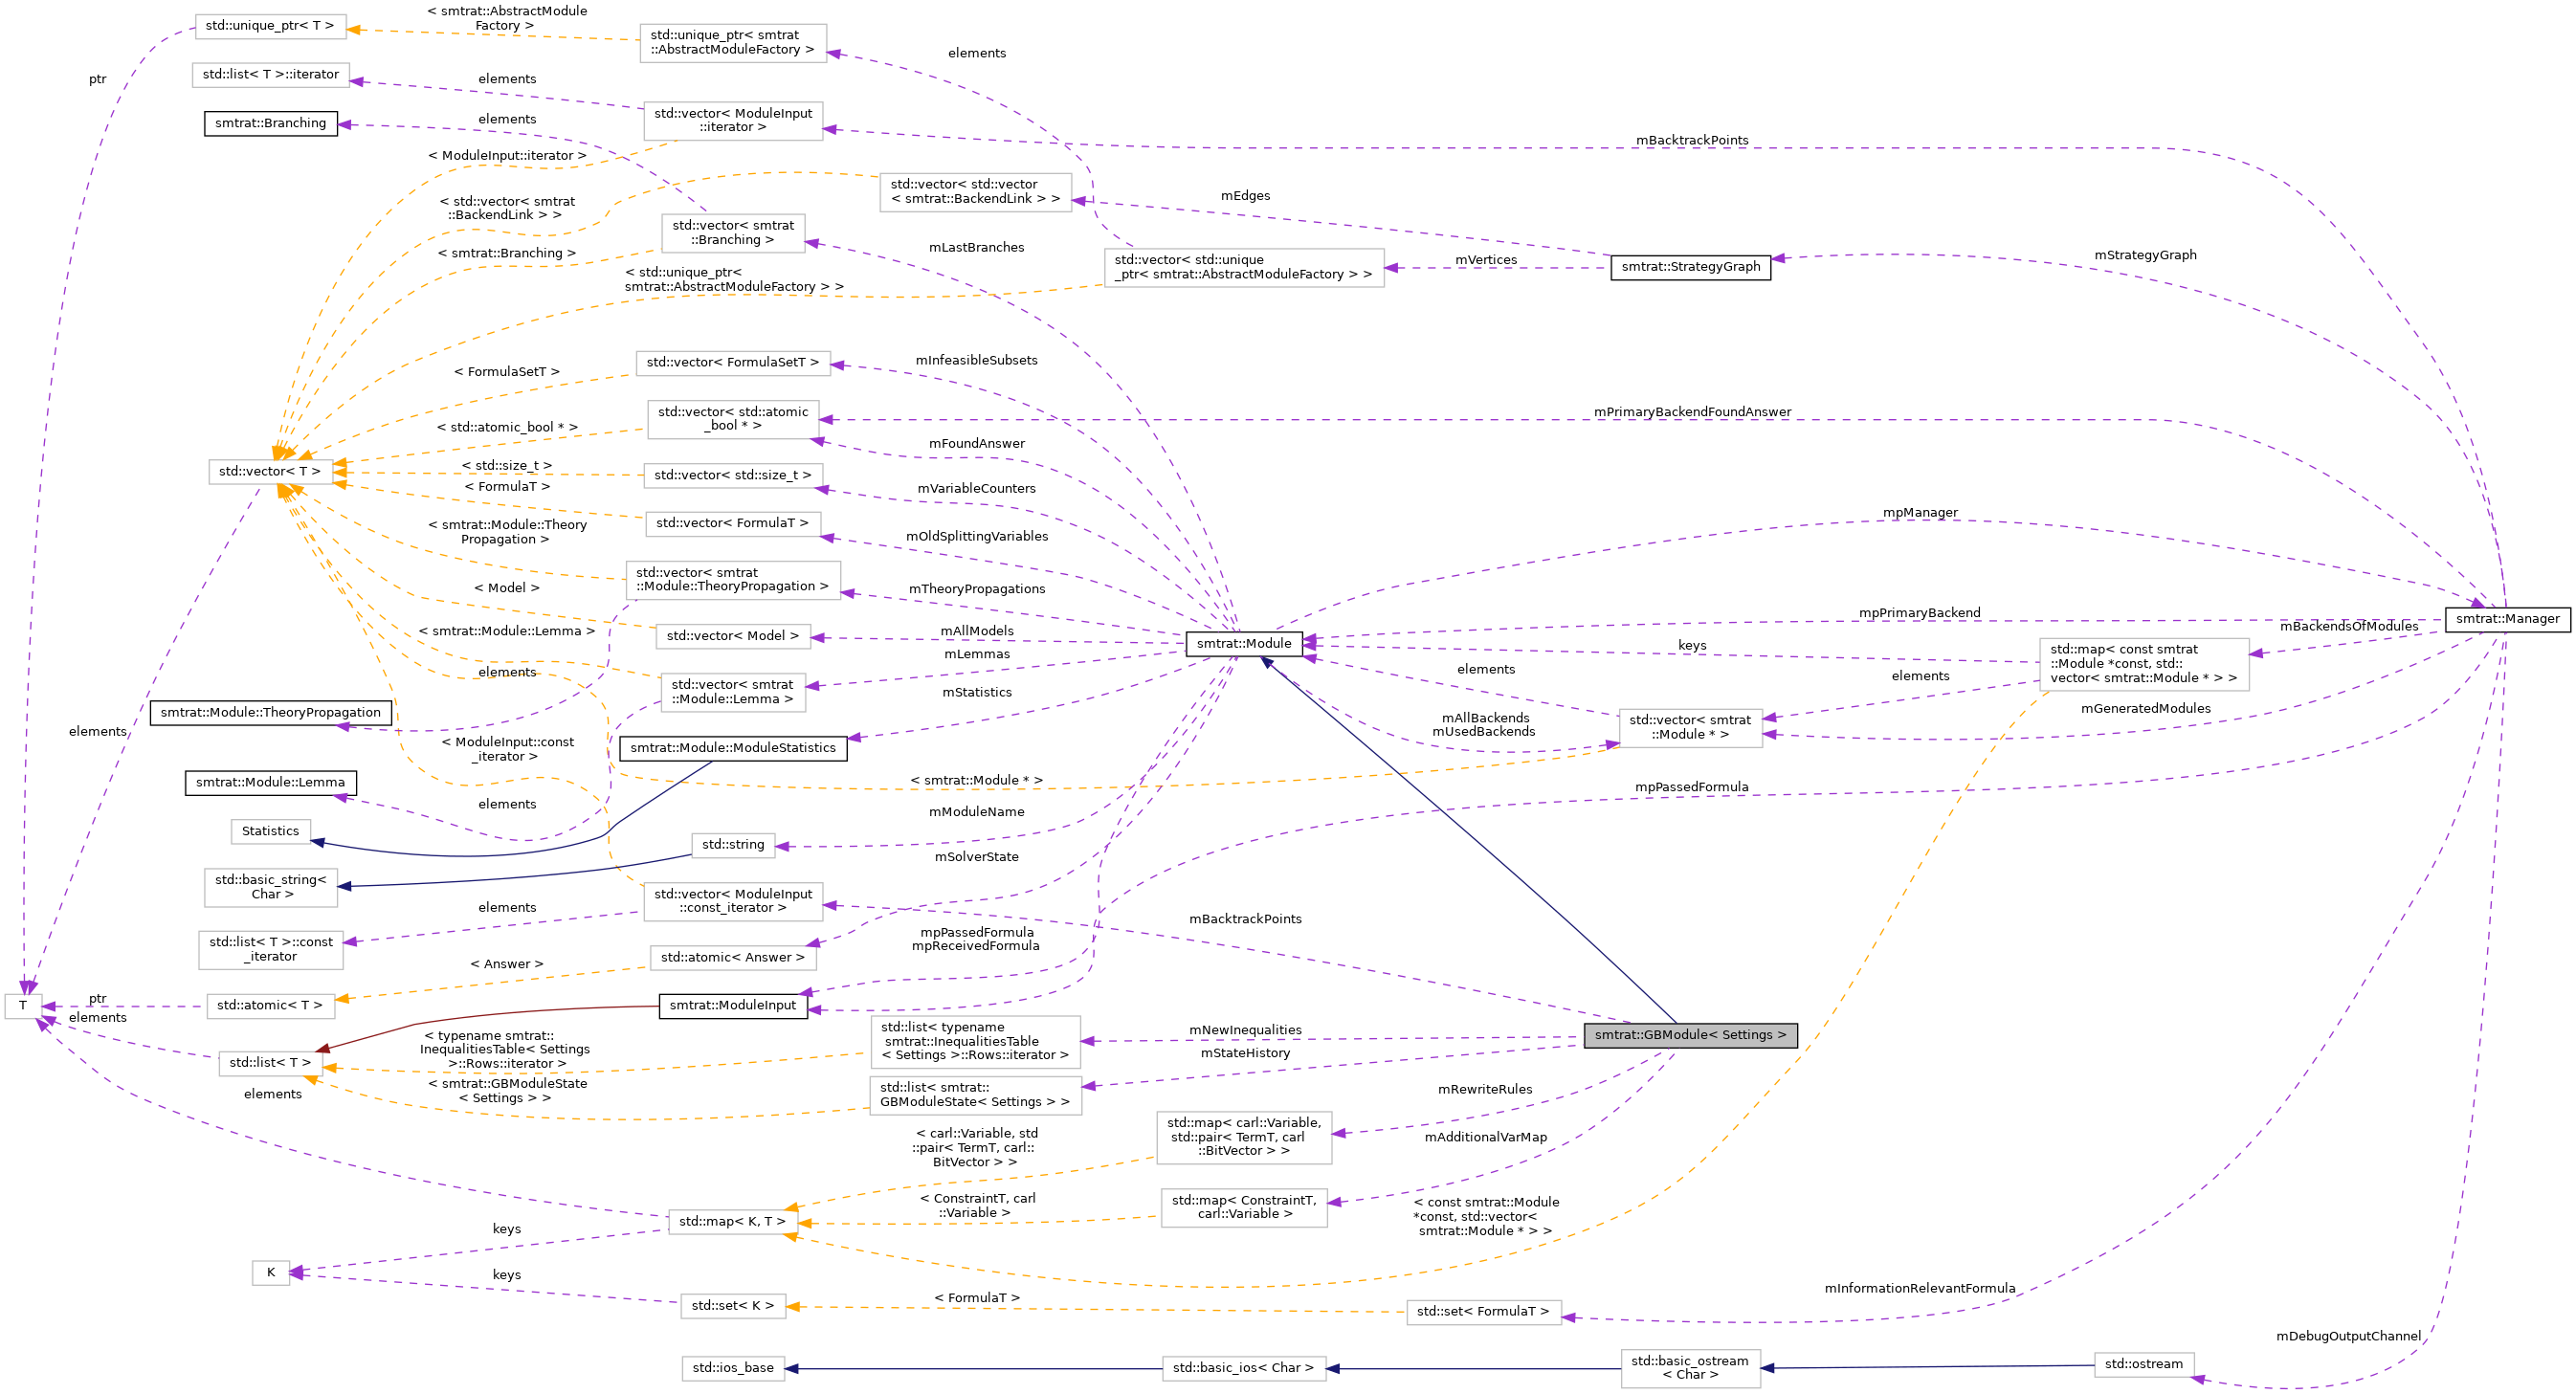 std::unique_ptr< T >
< smtrat::AbstractModule
Factory >
std::unique_ptr< smtrat
::AbstractModuleFactory >
elements
ptr
std::list< T >::iterator
elements
smtrat::Branching
elements
std::vector< ModuleInput
::iterator >
mBacktrackPoints
< ModuleInput::iterator >
std::vector< std::vector
< smtrat::BackendLink > >
mEdges
< std::vector< smtrat
::BackendLink > >
std::vector< smtrat
::Branching >
mLastBranches
< smtrat::Branching >
std::vector< std::unique
_ptr< smtrat::AbstractModuleFactory > >
mVertices
smtrat::StrategyGraph
mStrategyGraph
< std::unique_ptr<
smtrat::AbstractModuleFactory > >
std::vector< FormulaSetT >
mInfeasibleSubsets
< FormulaSetT >
std::vector< std::atomic
_bool * >
mPrimaryBackendFoundAnswer
< std::atomic_bool * >
mFoundAnswer
std::vector< T >
< std::size_t >
std::vector< std::size_t >
mVariableCounters
< FormulaT >
std::vector< FormulaT >
mOldSplittingVariables
mpManager
< smtrat::Module::Theory
Propagation >
std::vector< smtrat
::Module::TheoryPropagation >
mTheoryPropagations
< Model >
std::vector< Model >
mAllModels
smtrat::Module
mpPrimaryBackend
smtrat::Manager
mBackendsOfModules
< smtrat::Module::Lemma >
mLemmas
keys
std::map< const smtrat
::Module *const, std::
vector< smtrat::Module * > >
elements
std::vector< smtrat
::Module::Lemma >
mStatistics
elements
elements
mGeneratedModules
smtrat::Module::TheoryPropagation
elements
mAllBackends
mUsedBackends
std::vector< smtrat
::Module * >
< ModuleInput::const
_iterator >
smtrat::Module::ModuleStatistics
< smtrat::Module * >
smtrat::Module::Lemma
elements
mModuleName
mpPassedFormula
Statistics
std::string
mSolverState
std::basic_string<
Char >
std::vector< ModuleInput
::const_iterator >
elements
mBacktrackPoints
mpPassedFormula
mpReceivedFormula
std::list< T >::const
_iterator
std::atomic< Answer >
< Answer >
T
ptr
std::atomic< T >
smtrat::ModuleInput
elements
< typename smtrat::
InequalitiesTable< Settings
>::Rows::iterator >
std::list< typename
smtrat::InequalitiesTable
< Settings >::Rows::iterator >
mNewInequalities
smtrat::GBModule< Settings >
mStateHistory
std::list< T >
< smtrat::GBModuleState
< Settings > >
std::list< smtrat::
GBModuleState< Settings > >
mRewriteRules
elements
< carl::Variable, std
::pair< TermT, carl::
BitVector > >
std::map< carl::Variable,
std::pair< TermT, carl
::BitVector > >
mAdditionalVarMap
< ConstraintT, carl
::Variable >
std::map< ConstraintT,
carl::Variable >
< const smtrat::Module
*const, std::vector<
smtrat::Module * > >
std::map< K, T >
keys
K
keys
std::set< K >
< FormulaT >
std::set< FormulaT >
mInformationRelevantFormula
mDebugOutputChannel
std::ios_base
std::basic_ios< Char >
std::basic_ostream
< Char >
std::ostream